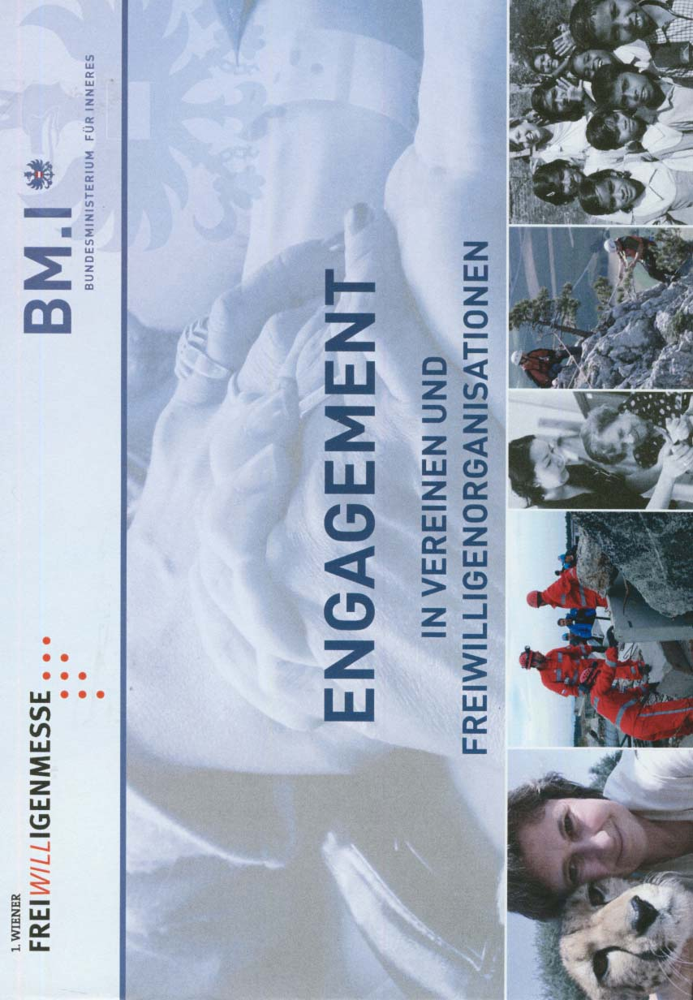 1. WIENER
FREIWILLIGENMESSE
BM.I
BUNDESMINISTERIUM FÜR INNERES
ENGAGEMENT
IN VEREINEN UND
FREIWILLIGENORGANISATIONEN